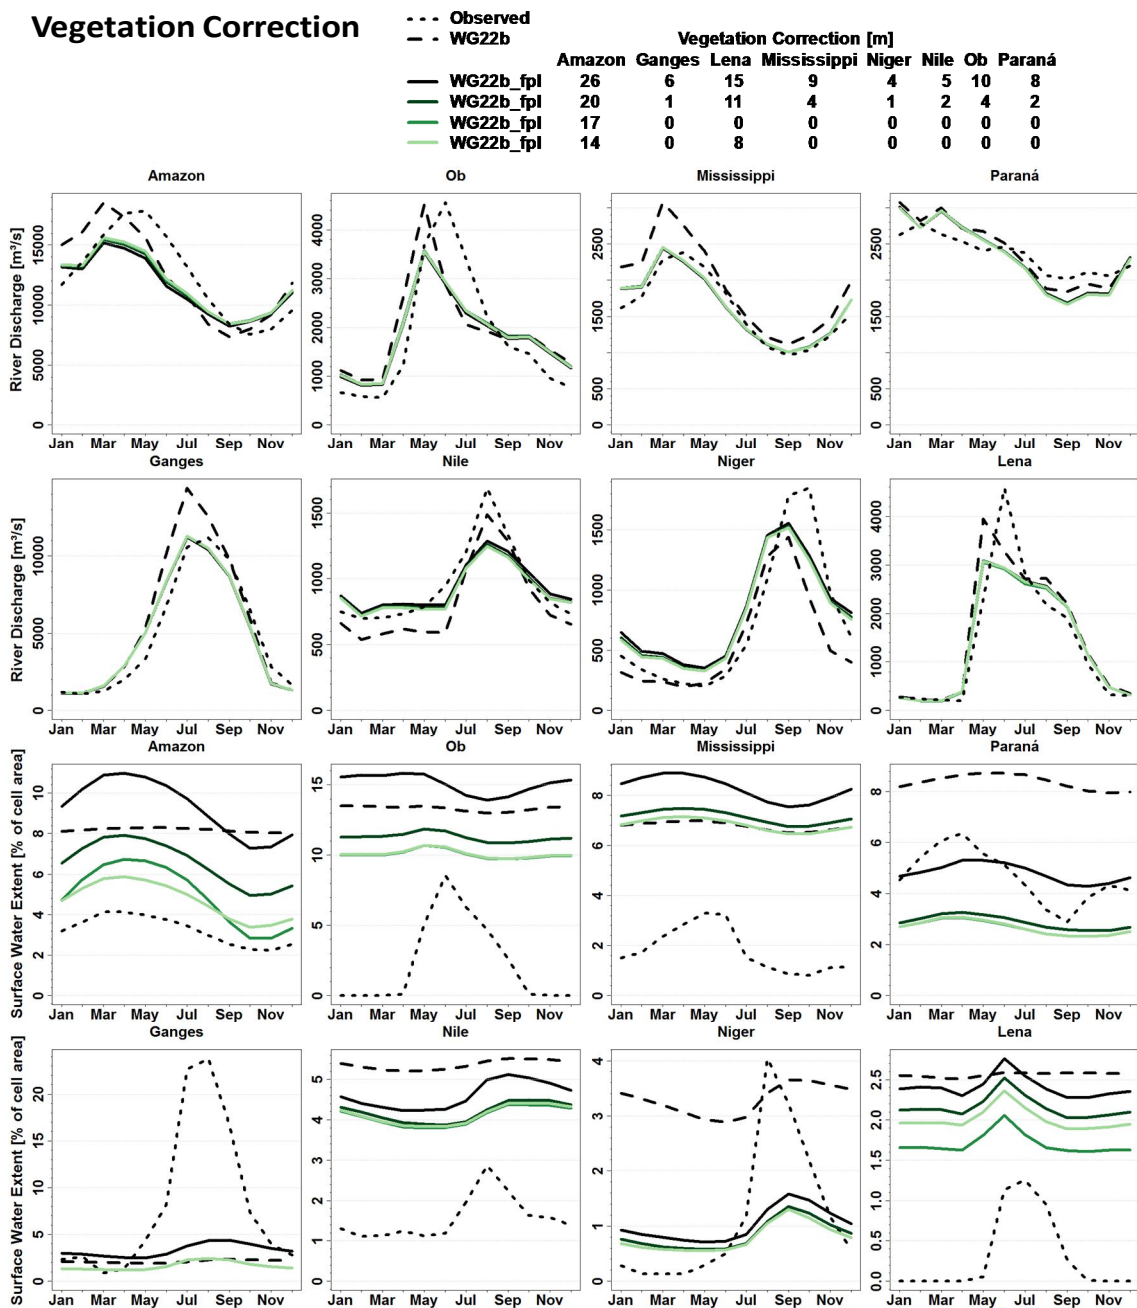 Vegetation Correction
Observed
WG22b
Vegetation Correction [m]
Amazon Ganges Lena Mississippi Niger Nile Ob Paraná
WG22b_fpl 26 6 15 9 4 5 10 8
WG22b_fpl 20 1 11 4 1 2 4 2
WG22b_fpl 17 0 0 0 0 0 0 0
WG22b_fpl 14 0 8 0 0 0 0 0
Amazon Ob Mississippi Paraná
River Discharge [m³/s]
0 5000 10000 15000
0 1000 2000 3000 4000
0 500 1500 2500
0 500 1500 2500
Jan Mar May Jul Sep Nov Jan Mar May Jul Sep Nov Jan Mar May Jul Sep Nov Jan Mar May Jul Sep Nov
Ganges Nile Niger Lena
River Discharge [m³/s]
0 5000 10000
0 500 1000 1500
0 500 1000 1500
0 1000 2000 3000 4000
Jan Mar May Jul Sep Nov Jan Mar May Jul Sep Nov Jan Mar May Jul Sep Nov Jan Mar May Jul Sep Nov
Amazon Ob Mississippi Paraná
Surface Water Extent [% of cell area]
0 2 4 6 8 10
0 5 10 15
0 2 4 6 8
0 2 4 6 8
Jan Mar May Jul Sep Nov Jan Mar May Jul Sep Nov Jan Mar May Jul Sep Nov Jan Mar May Jul Sep Nov
Ganges Nile Niger Lena
Surface Water Extent [% of cell area]
0 5 10 15 20
0 1 2 3 4 5
0 1 2 3 4
0.0 0.5 1.0 1.5 2.0 2.5
Jan Mar May Jul Sep Nov Jan Mar May Jul Sep Nov Jan Mar May Jul Sep Nov Jan Mar May Jul Sep Nov